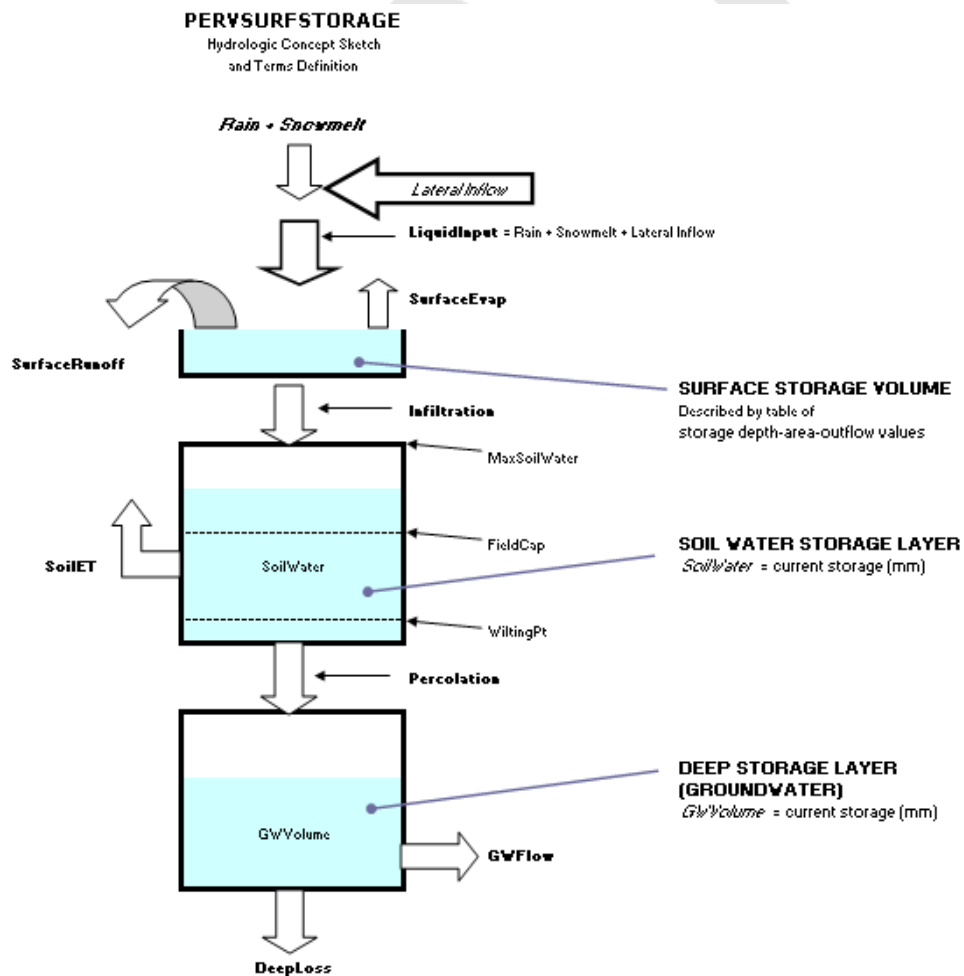 PERVSURFSTORAGE
Hydrologic Concept Sketch
and Terms Definition
Rain + Snowmelt
Lateral Inflow
LiquidInput = Rain + Snowmelt + Lateral Inflow
SurfaceEvap
SurfaceRunoff
SURFACE STORAGE VOLUME
Described by table of
storage depth-area-outflow values
Infiltration
MaxSoilWater
FieldCap
SOIL WATER STORAGE LAYER
SoilWater = current storage (mm)
SoilET
SoilWater
WiltingPt
Percolation
DEEP STORAGE LAYER
(GROUNDWATER)
GWVolume = current storage (mm)
GWVolume
GWFlow
DeepLoss